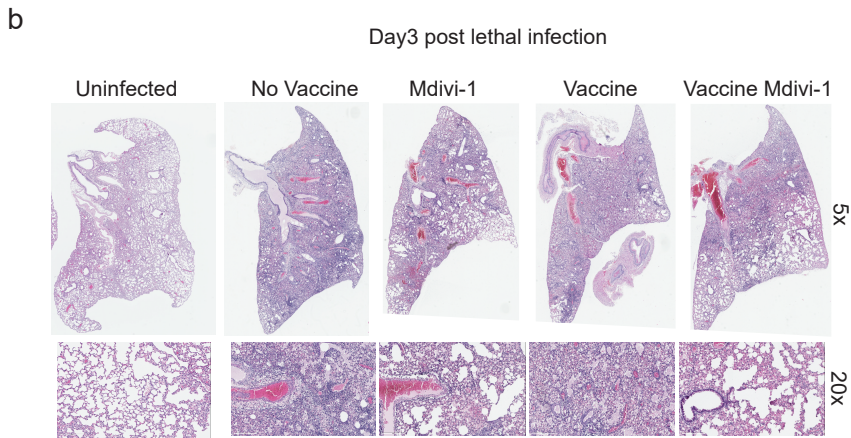 b
Day3 post lethal infection
Uninfected
No Vaccine
Mdivi-1
Vaccine
Vaccine Mdivi-1
5x
20x